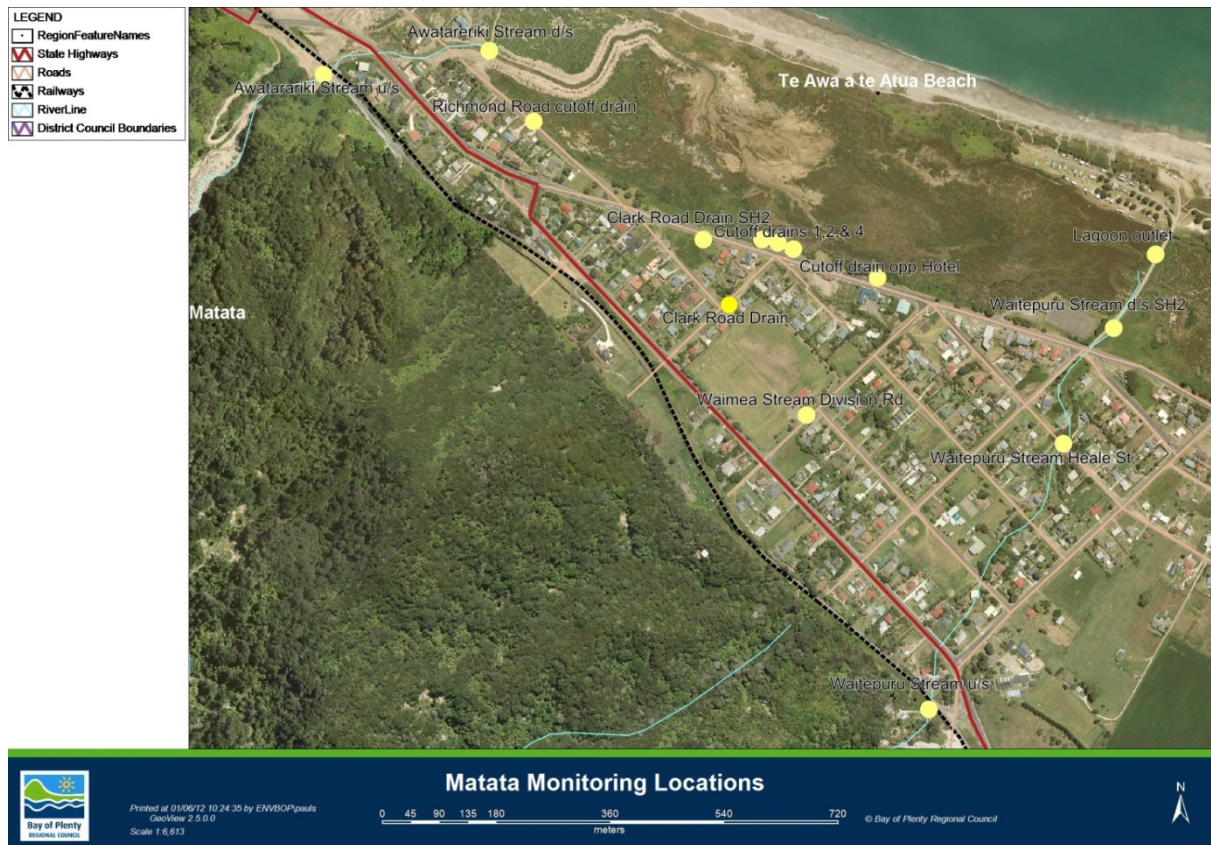 LEGEND
RegionFeatureNames
State Highways
Roads
Railways
RiverLine
District Council Boundaries
Awatareriki Stream d/s
Te Awa a te Atua Beach
Awatarariki Stream u/s
Richmond Road cutoff drain
Clark Road Drain SH2
Cutoff drains 1,2,& 4
Lagoon outlet
Cutoff drain opp Hotel
Waitepuru Stream d/s SH2
Matata
Clark Road Drain
Waimea Stream Division Rd
Waitepuru Stream Heale St
Waitepuru Stream u/s
Matata Monitoring Locations
Bay of Plenty
REGIONAL COUNCIL
Printed at 01/06/12 10:24:35 by ENVBOP\pauls
GeoView 2.5.0.0
Scale 1:6,613
0 45 90 135 180 360 540 720
meters
© Bay of Plenty Regional Council
N